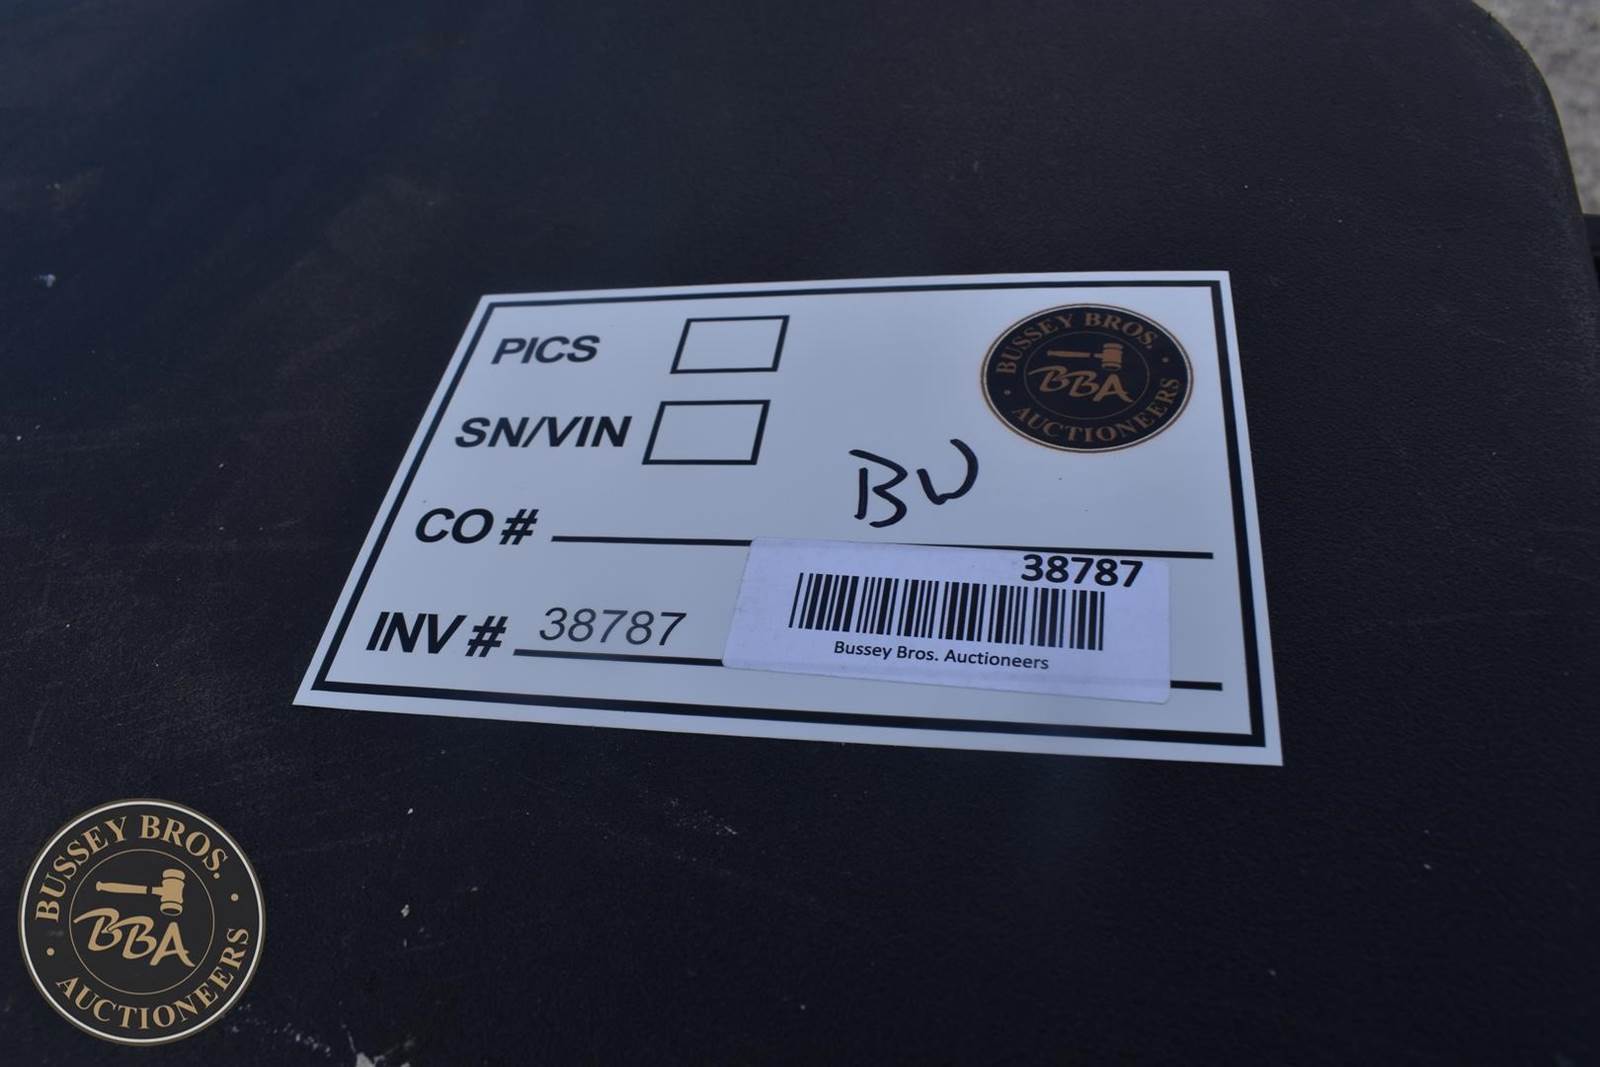 PICS
BUSSEY BROS.
BBA
AUCTIONEERS
SN/VIN
BW
CO #
38787
INV # 38787
Bussey Bros. Auctioneers
BUSSEY BROS.
BBA
AUCTIONEERS